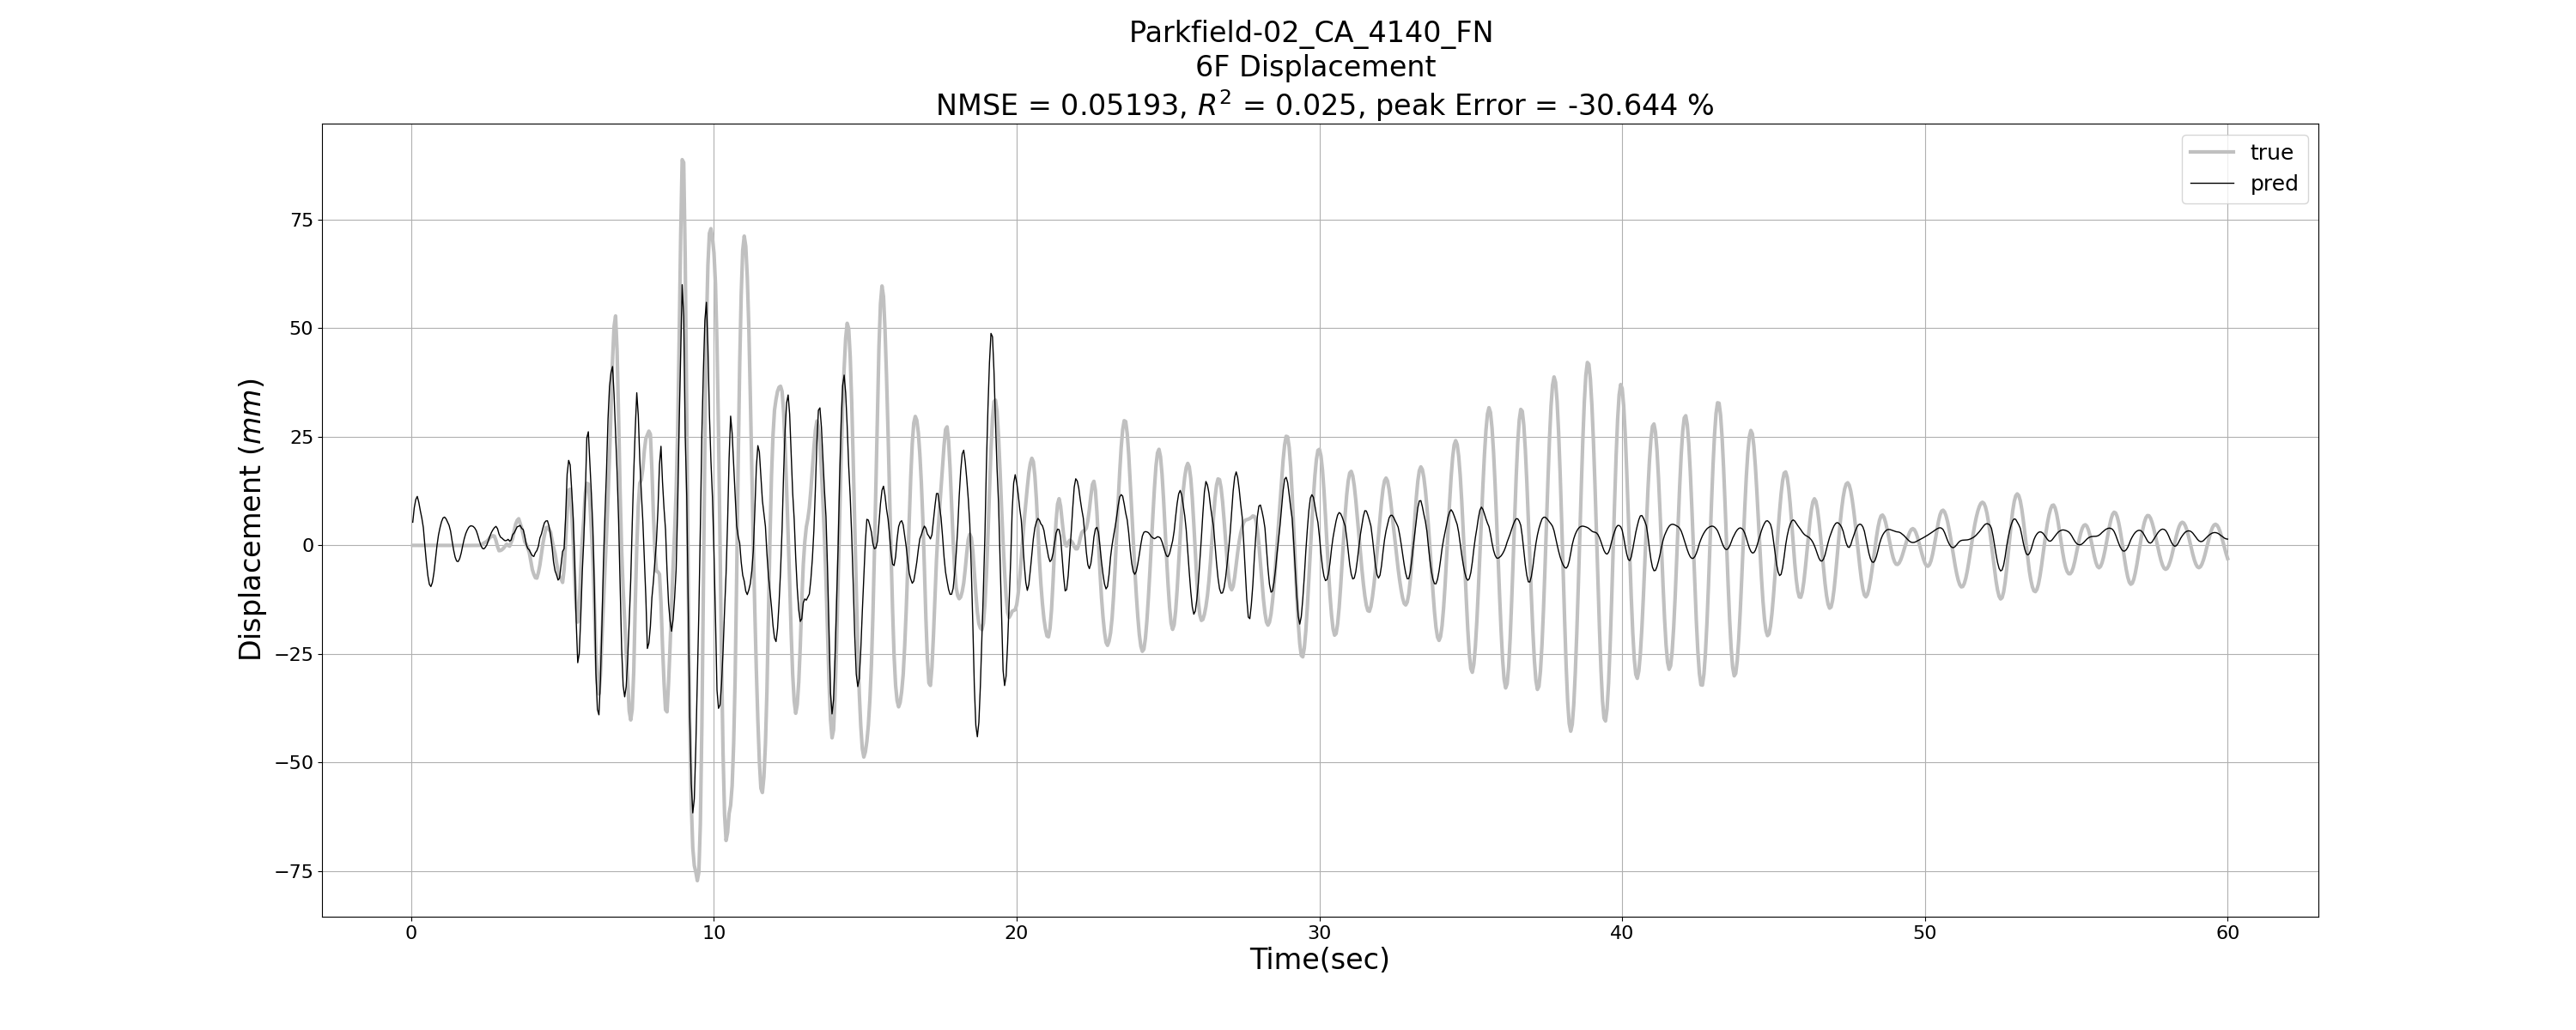 Parkfield-02_CA_4140_FN
6F Displacement
NMSE = 0.05193, R² = 0.025, peak Error = -30.644 %
true
pred
Displacement (mm)
75
50
25
0
−25
−50
−75
0 10 20 30 40 50 60
Time(sec)